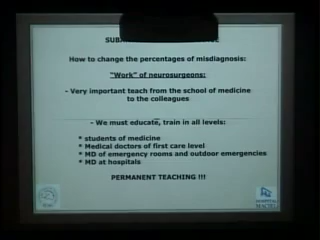 How to change the percentages of misdiagnosis:
"Work" of neurosurgeons:
- Very important teach from the school of medicine
to the colleagues
- We must educate, train in all levels:
* students of medicine
* Medical doctors of first care level
* MD of emergency rooms and outdoor emergencies
* MD at hospitals
PERMANENT TEACHING !!!
HOSPITAL
MACIEL